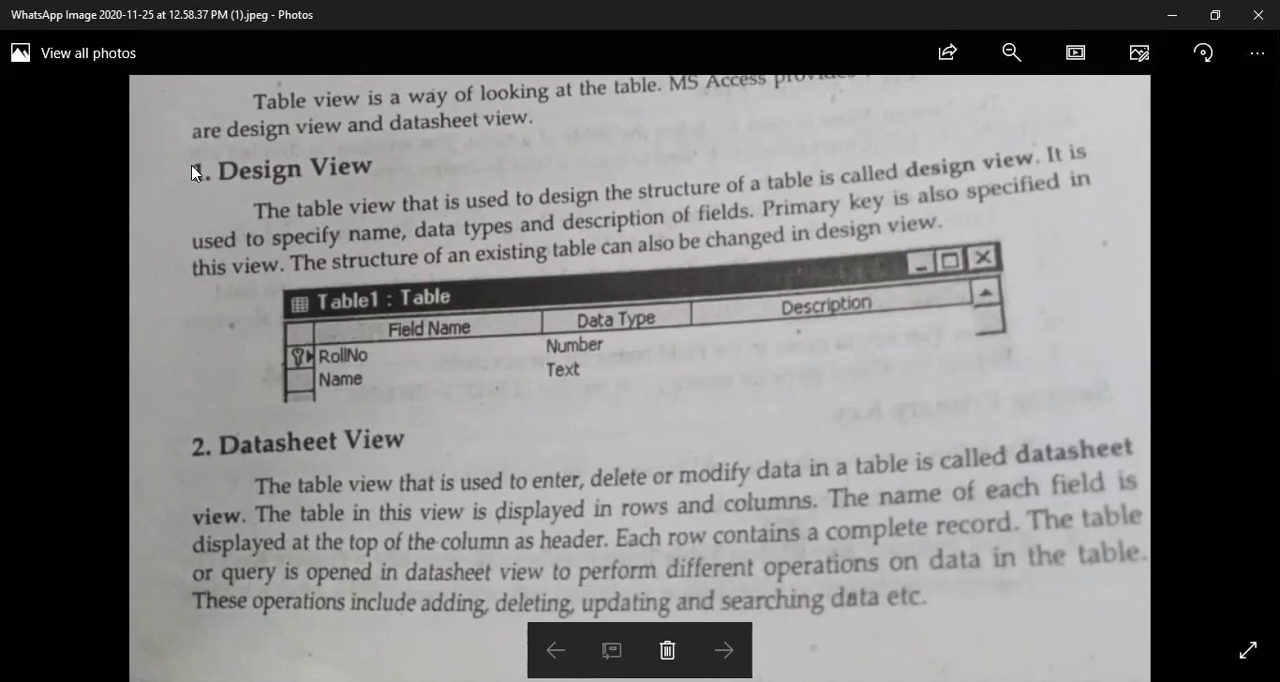 WhatsApp Image 2020-11-25 at 12.58.37 PM (1).jpeg - Photos
View all photos
Table view is a way of looking at the table. MS Access
are design view and datasheet view.
1. Design View
The table view that is used to design the structure of a table is called design view. It is
used to specify name, data types and description of fields. Primary key is also specified in
this view. The structure of an existing table can also be changed in design view.
Table1 : Table
Field Name Data Type Description
RollNo Number
Name Text
2. Datasheet View
The table view that is used to enter, delete or modify data in a table is called datasheet
view. The table in this view is displayed in rows and columns. The name of each field is
displayed at the top of the column as header. Each row contains a complete record. The table
or query is opened in datasheet view to perform different operations on data in the table.
These operations include adding, deleting, updating and searching data etc.